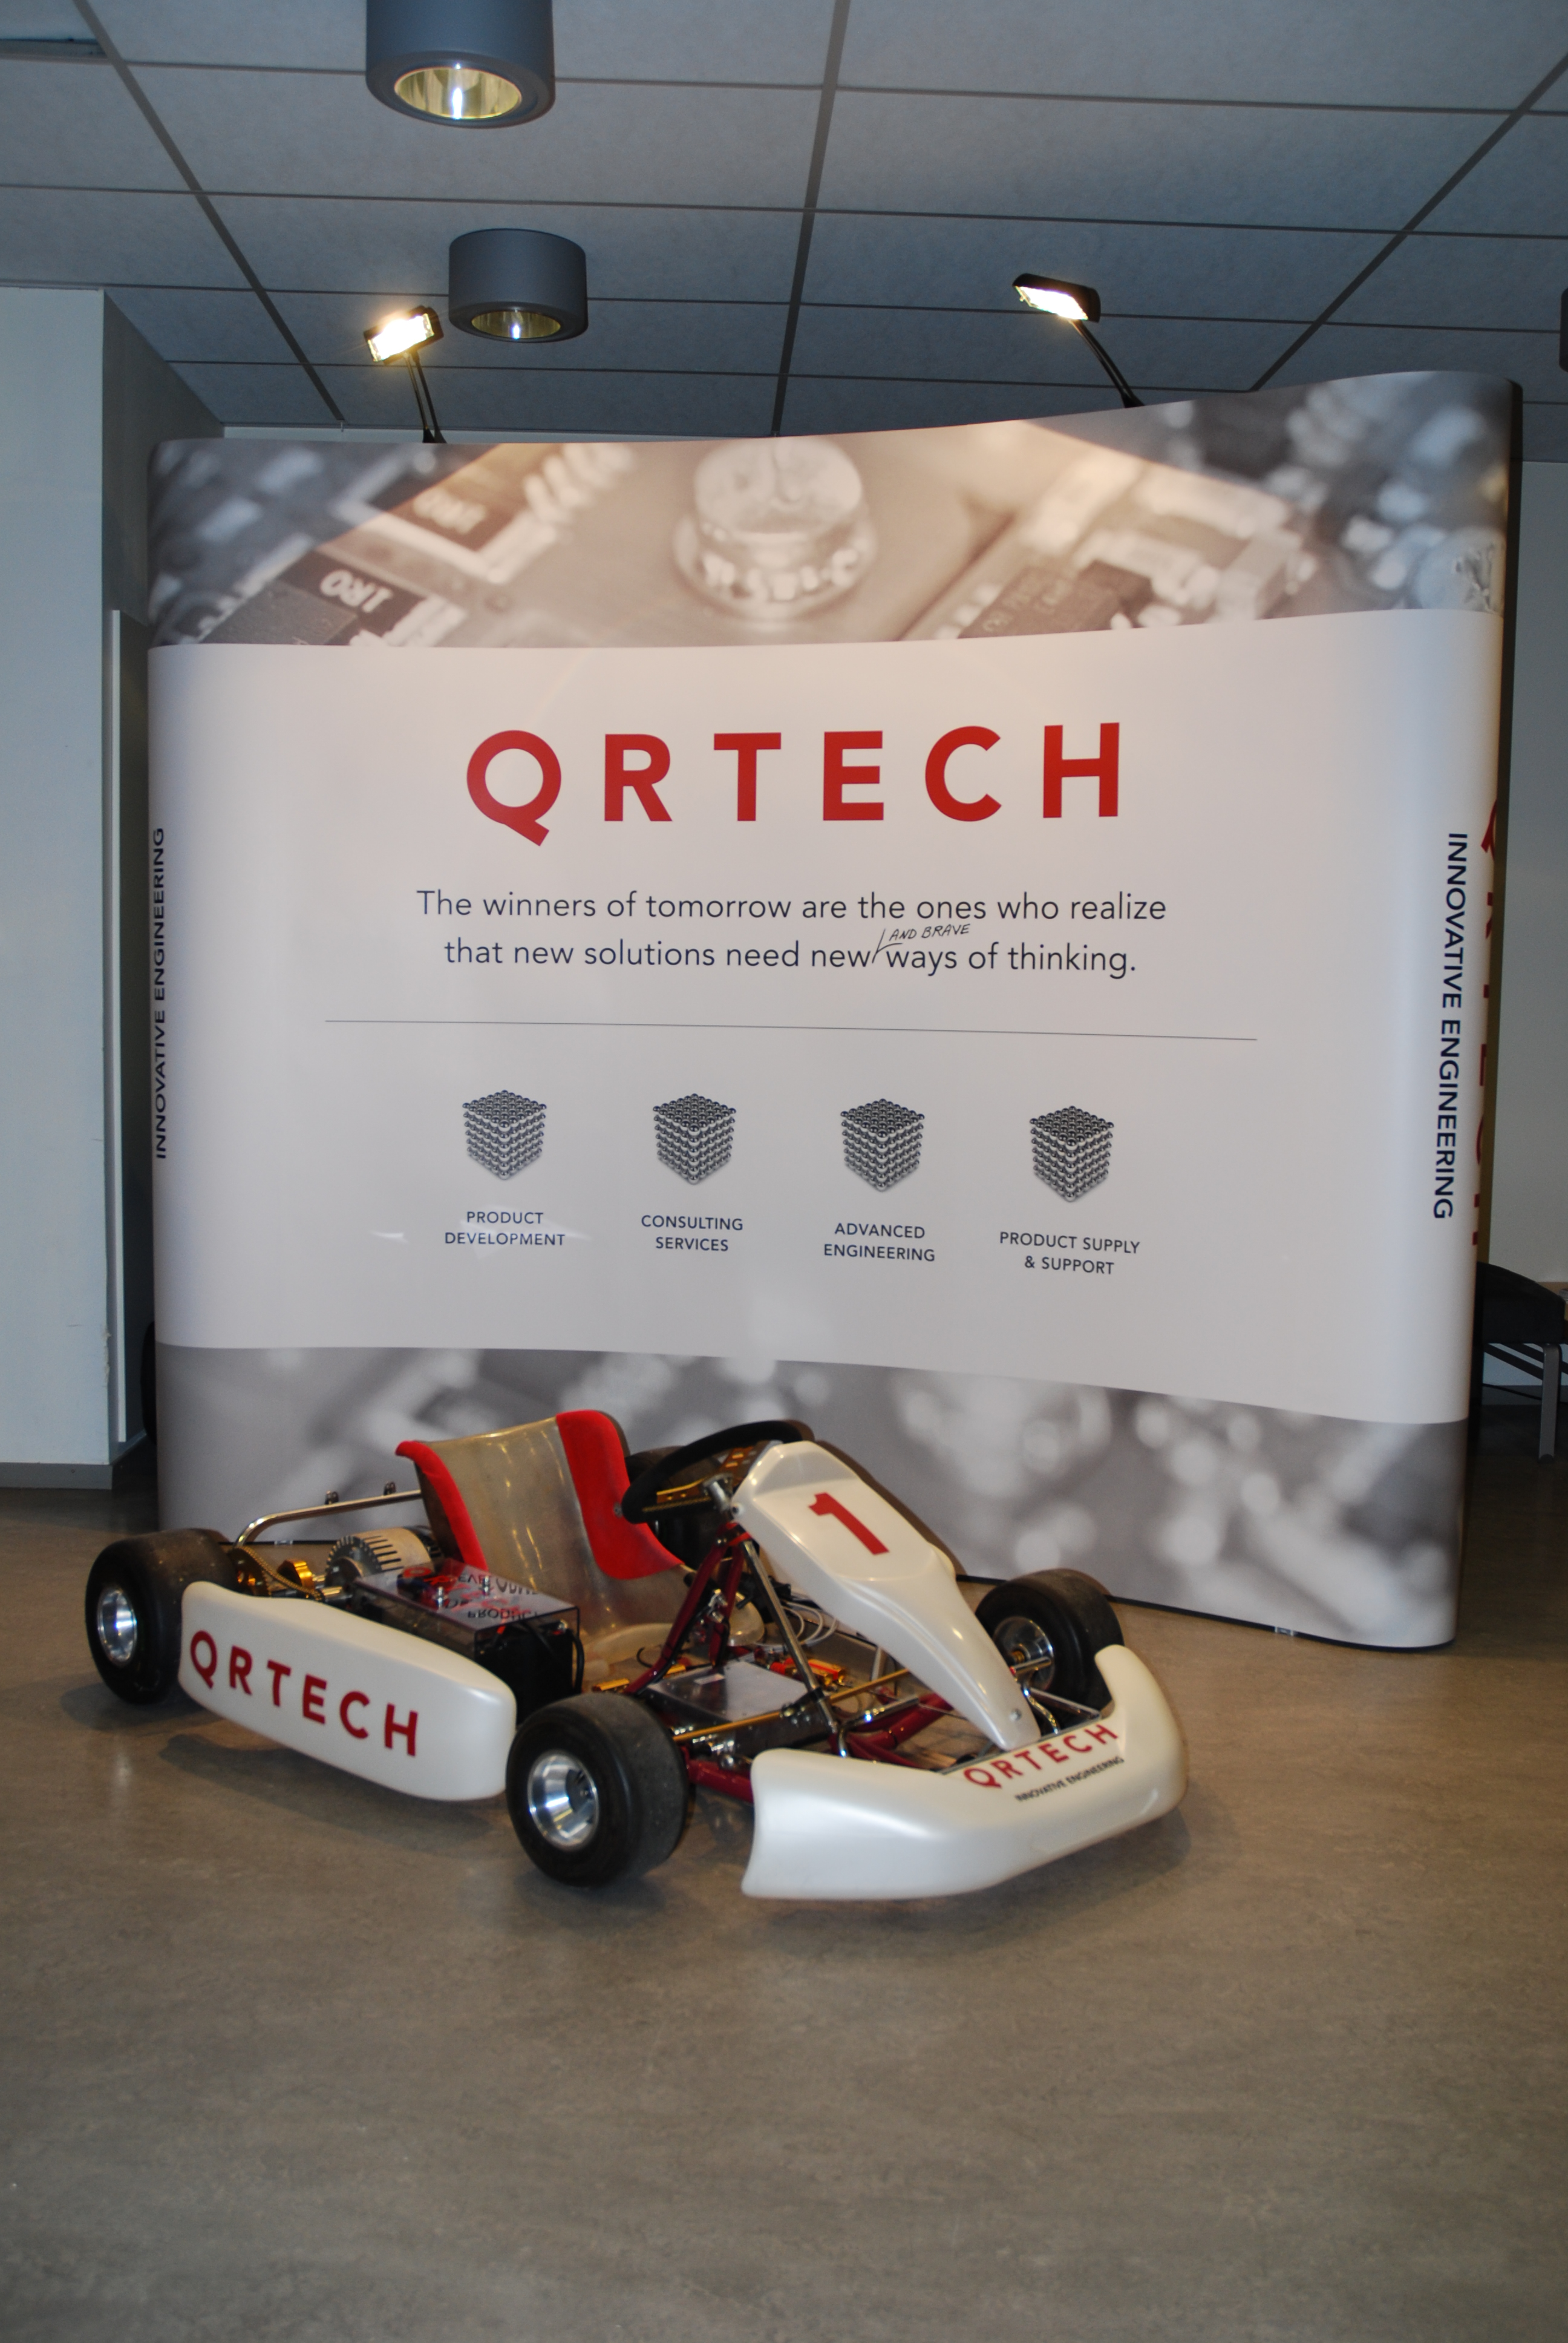 1R0
QRTECH
The winners of tomorrow are the ones who realize
AND BRAVE
that new solutions need new ways of thinking.
PRODUCT
DEVELOPMENT
CONSULTING
SERVICES
ADVANCED
ENGINEERING
PRODUCT SUPPLY
& SUPPORT
INNOVATIVE ENGINEERING
INNOVATIVE ENGINEERING
QRTECH
1
QRTECH
QRTECH
INNOVATIVE ENGINEERING